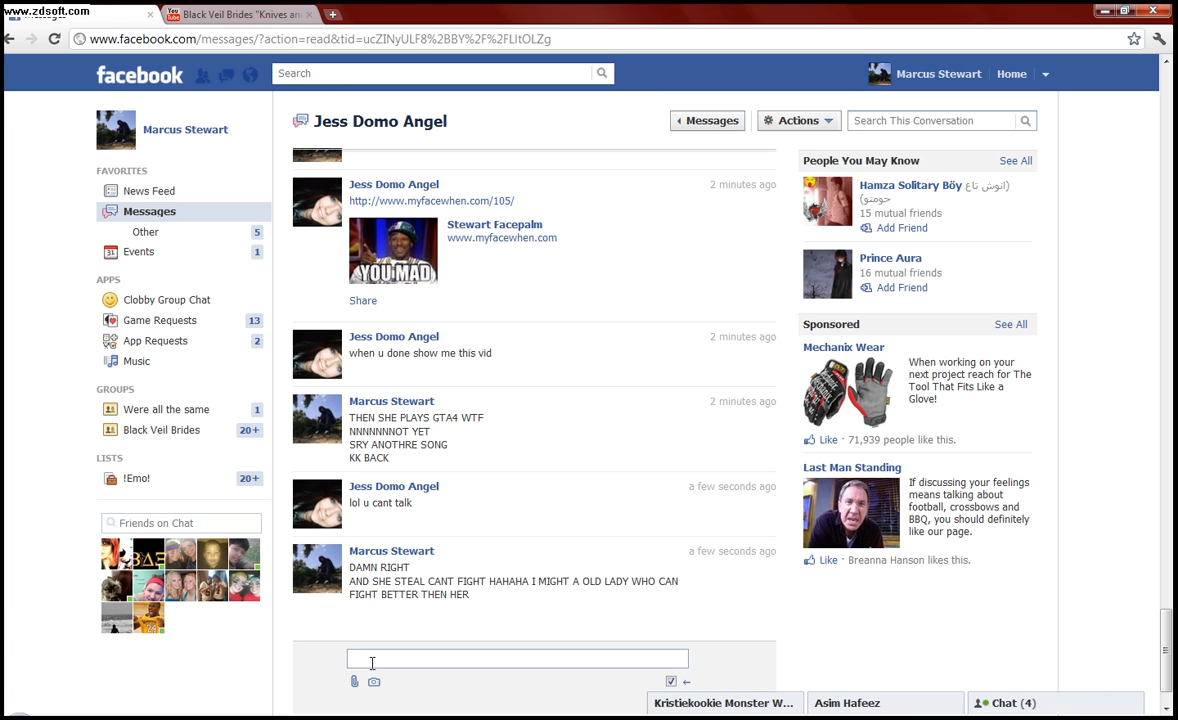 www.zdsoft.com
Black Veil Brides "Knives an
www.facebook.com/messages/?action=read&tid=ucZINyULF8%2BBY%2F%2FLItOLZg
facebook
Search
Marcus Stewart
Home
Marcus Stewart
FAVORITES
News Feed
Messages
Other 5
Events 1
APPS
Clobby Group Chat
Game Requests 13
App Requests 2
Music
GROUPS
Were all the same 1
Black Veil Brides 20+
LISTS
!Emo! 20+
Friends on Chat
Jess Domo Angel
Messages
Actions
Search This Conversation
Jess Domo Angel 2 minutes ago
http://www.myfacewhen.com/105/
Stewart Facepalm
www.myfacewhen.com
YOU MAD
Share
Jess Domo Angel 2 minutes ago
when u done show me this vid
Marcus Stewart 2 minutes ago
THEN SHE PLAYS GTA4 WTF
NNNNNNNOT YET
SRY ANOTHRE SONG
KK BACK
Jess Domo Angel a few seconds ago
lol u cant talk
Marcus Stewart a few seconds ago
DAMN RIGHT
AND SHE STEAL CANT FIGHT HAHAHA I MIGHT A OLD LADY WHO CAN
FIGHT BETTER THEN HER
People You May Know See All
Hamza Solitary Böy (انوش تاع
حومتو)
15 mutual friends
Add Friend
Prince Aura
16 mutual friends
Add Friend
Sponsored See All
Mechanix Wear
When working on your
next project reach for The
Tool That Fits Like a
Glove!
Like · 71,939 people like this.
Last Man Standing
If discussing your feelings
means talking about
football, crossbows and
BBQ, you should definitely
like our page.
Like · Breanna Hanson likes this.
Kristiekookie Monster W...
Asim Hafeez
Chat (4)